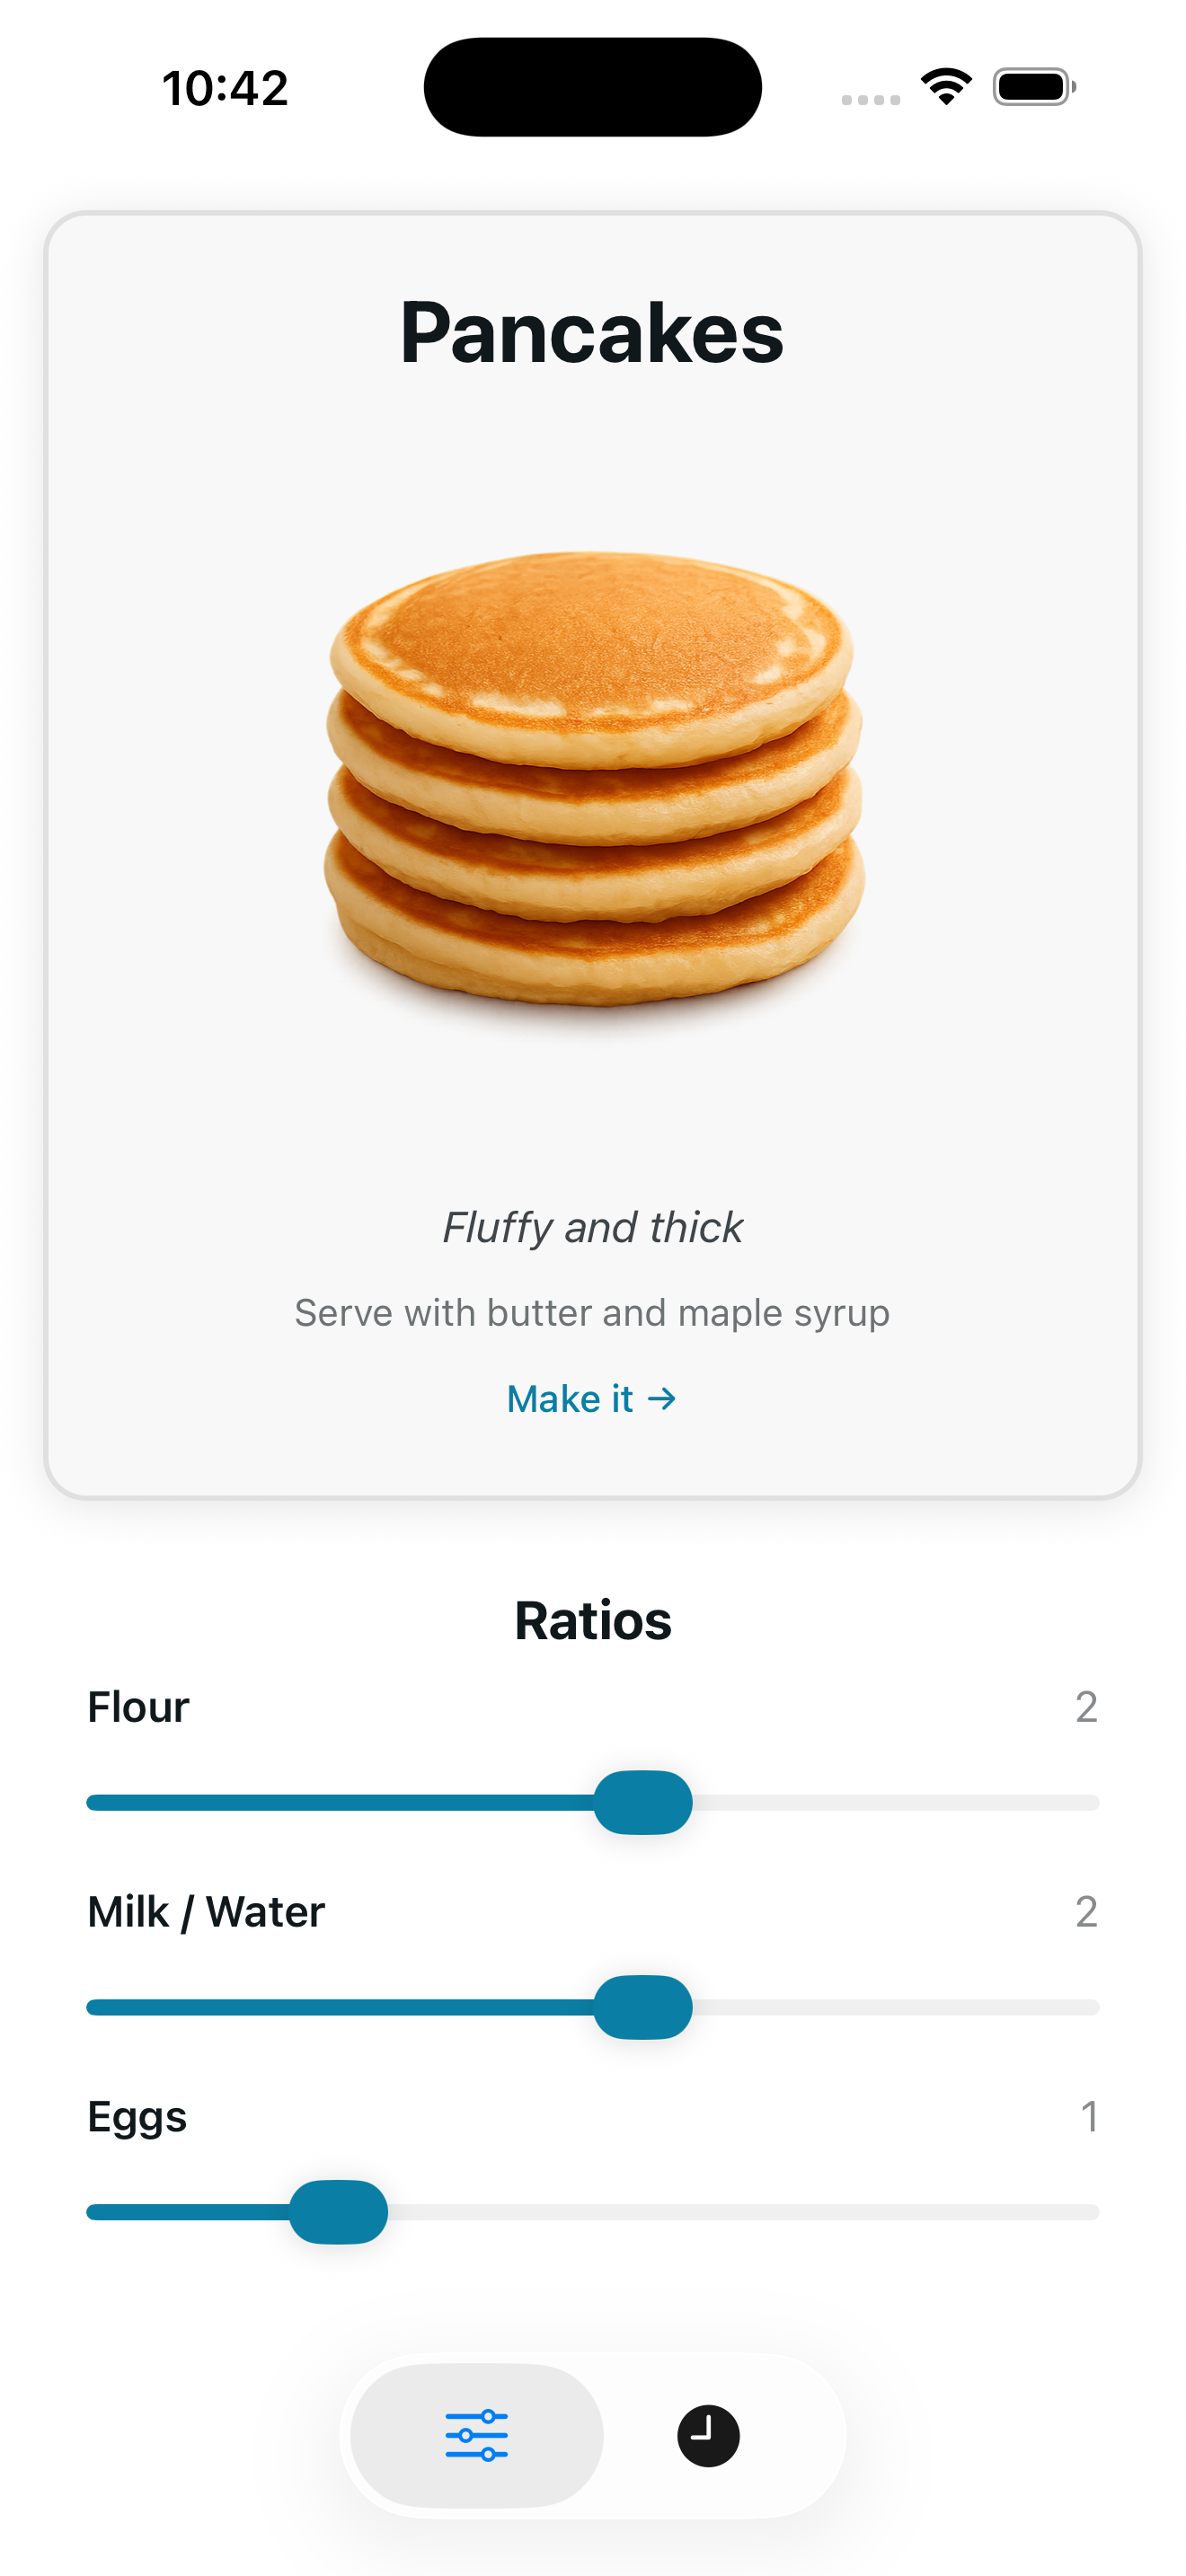 10:42
Pancakes
Fluffy and thick
Serve with butter and maple syrup
Make it →
Ratios
Flour 2
Milk / Water 2
Eggs 1